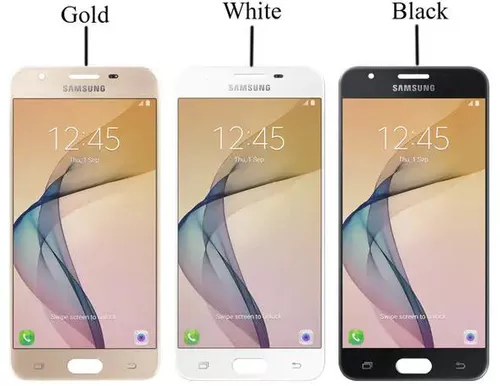 Gold
White
Black
SAMSUNG
SAMSUNG
SAMSUNG
12:45
Thu, 1 Sep
12:45
Thu, 1 Sep
12:45
Thu, 1 Sep
Swipe screen to unlock
Swipe screen to unlock
Swipe screen to unlock